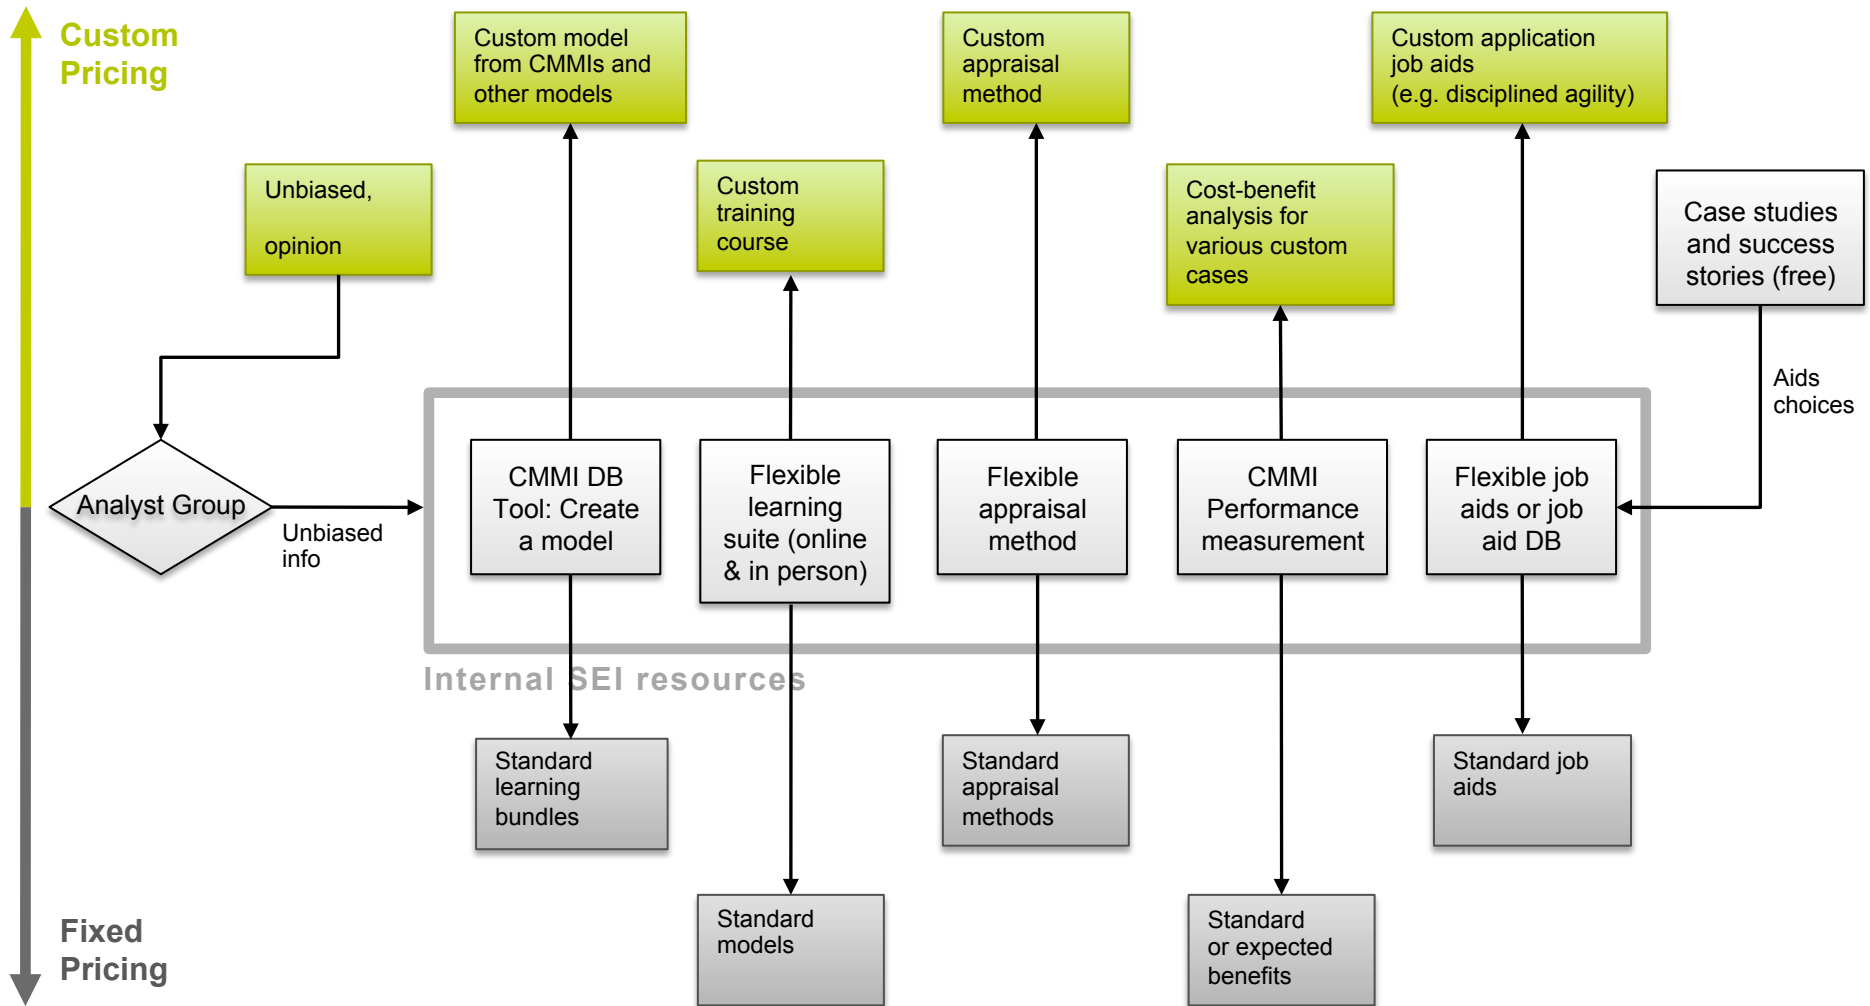 Custom
Pricing
Custom model
from CMMIs and
other models
Custom
appraisal
method
Custom application
job aids
(e.g. disciplined agility)
Unbiased,
opinion
Custom
training
course
Cost-benefit
analysis for
various custom
cases
Case studies
and success
stories (free)
Aids
choices
Analyst Group
Unbiased
info
CMMI DB
Tool: Create
a model
Flexible
learning
suite (online
& in person)
Flexible
appraisal
method
CMMI
Performance
measurement
Flexible job
aids or job
aid DB
Internal SEI resources
Standard
learning
bundles
Standard
appraisal
methods
Standard job
aids
Standard
models
Standard
or expected
benefits
Fixed
Pricing